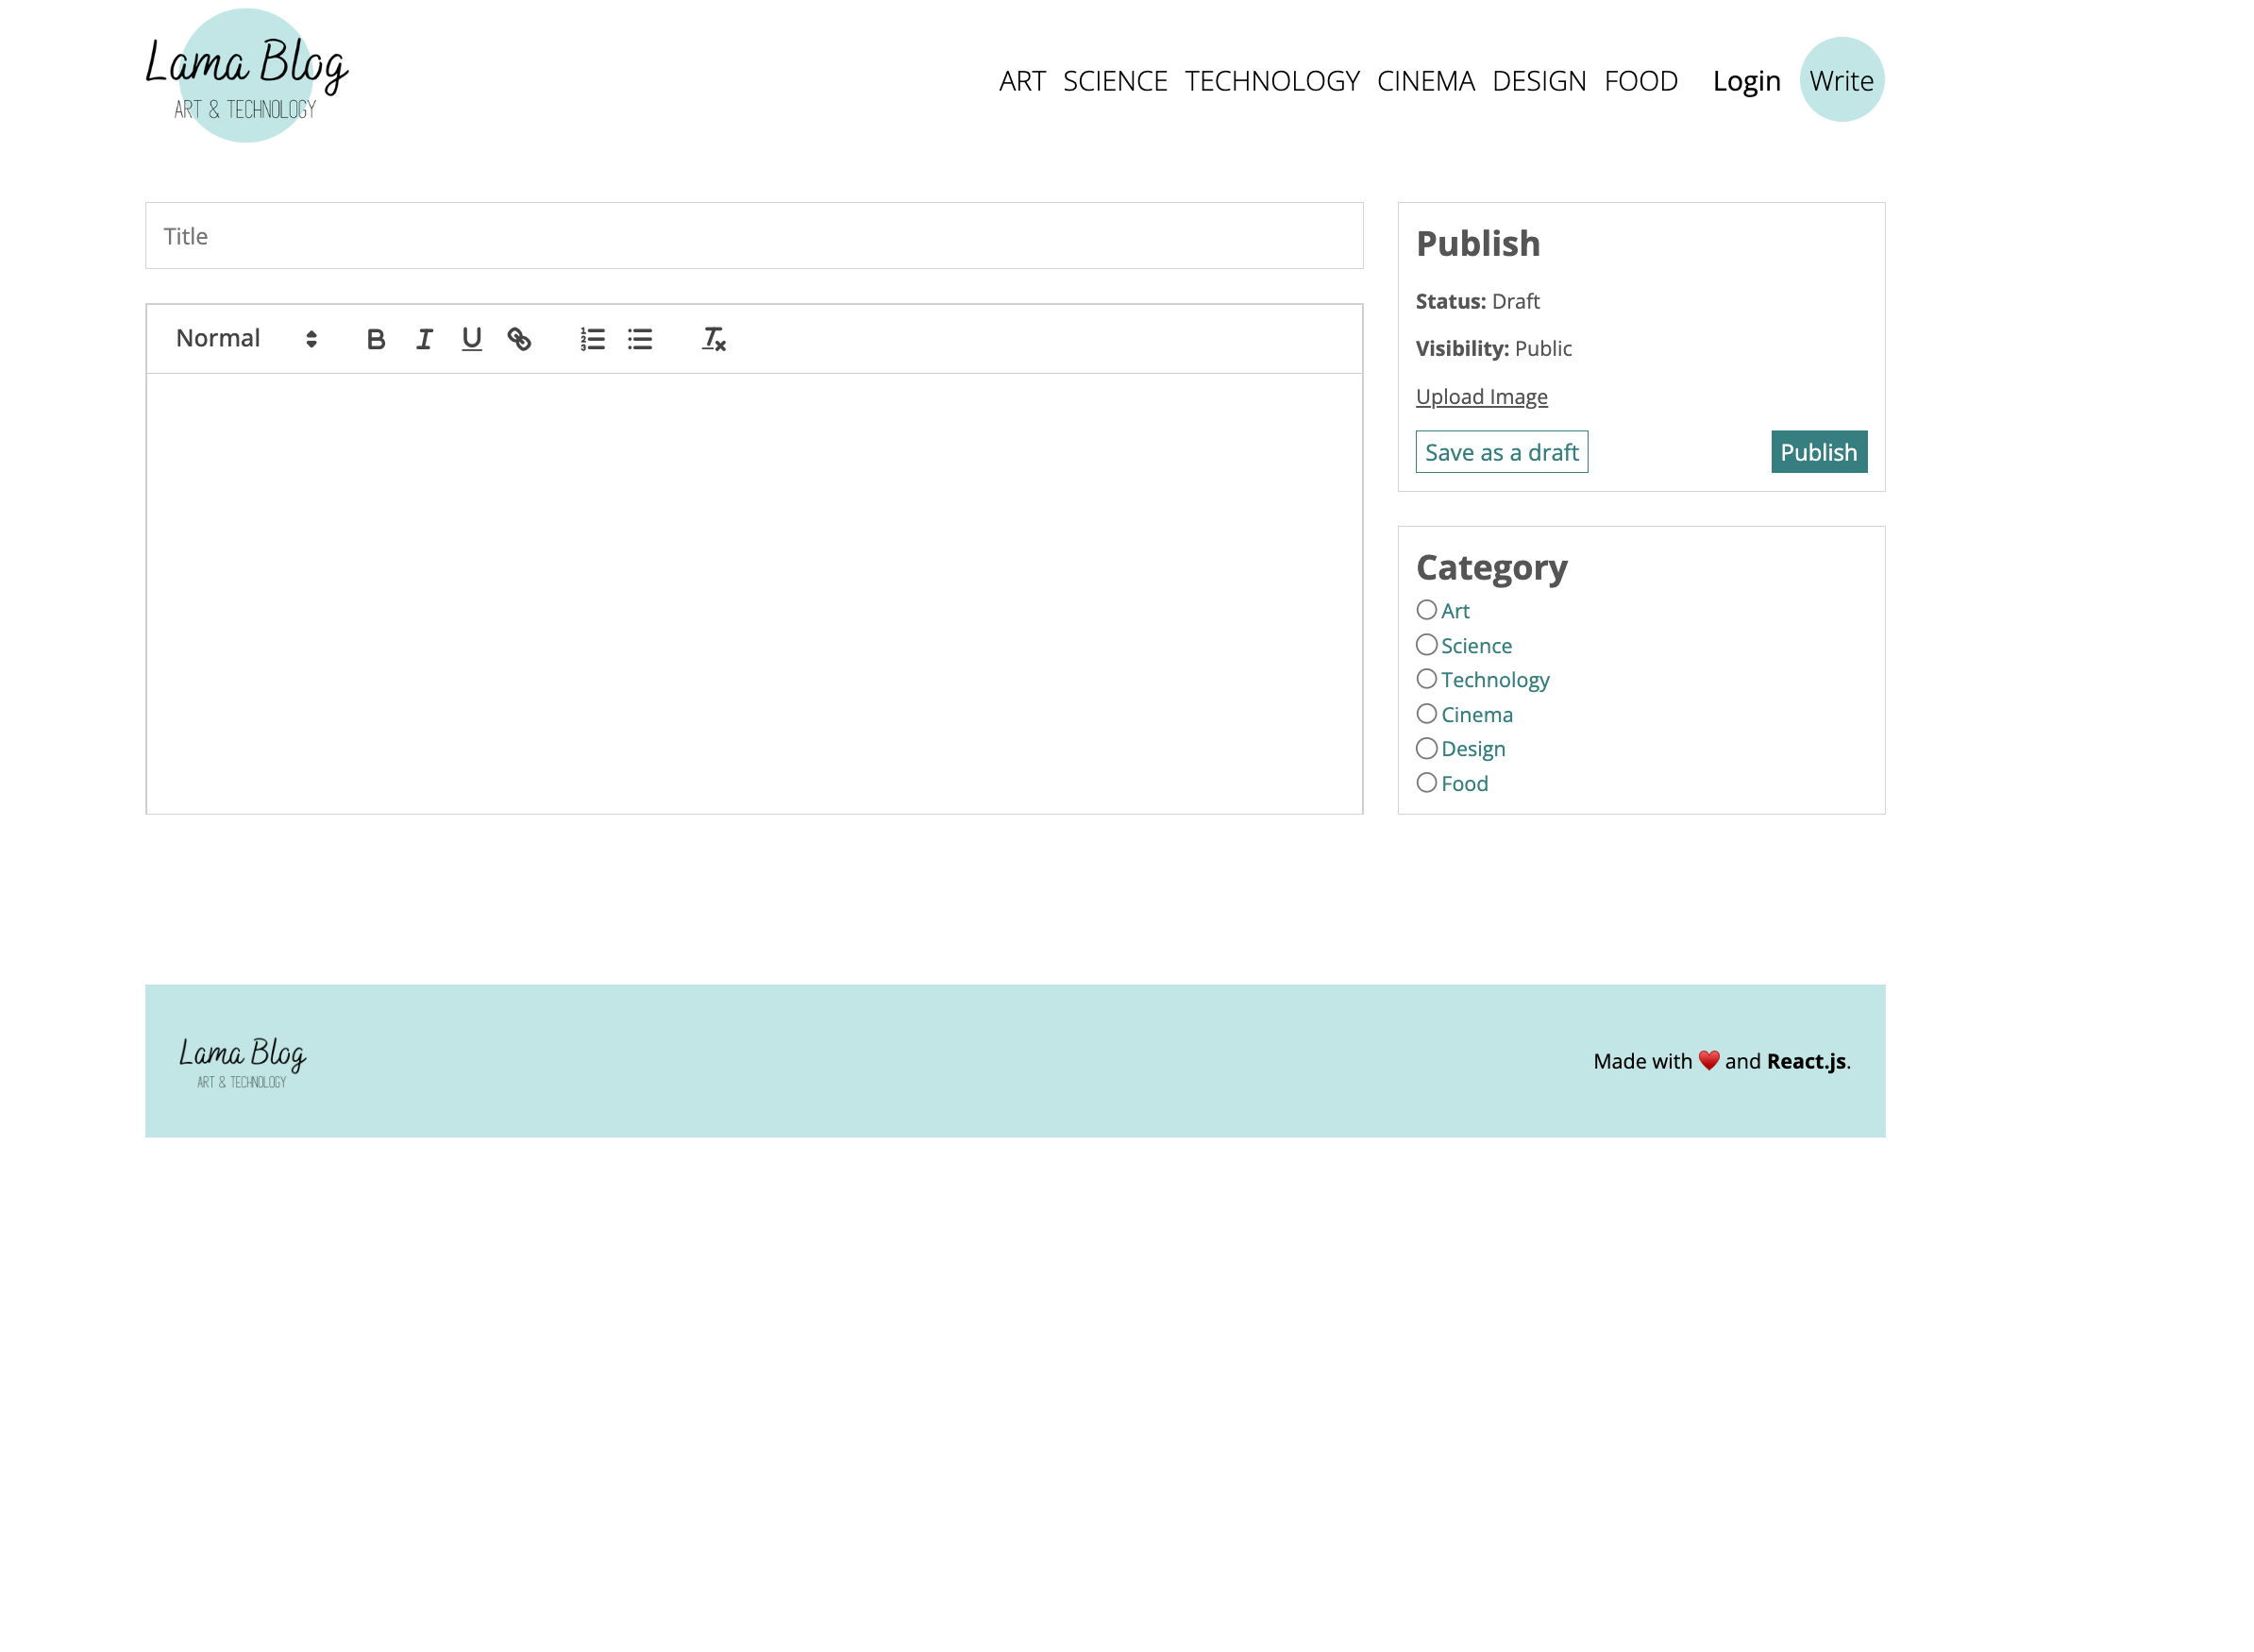 Lama Blog
ART & TECHNOLOGY
ART SCIENCE TECHNOLOGY CINEMA DESIGN FOOD Login Write
Title
Normal
Publish
Status: Draft
Visibility: Public
Upload Image
Save as a draft Publish
Category
Art
Science
Technology
Cinema
Design
Food
Lama Blog
ART & TECHNOLOGY
Made with ❤️ and React.js.